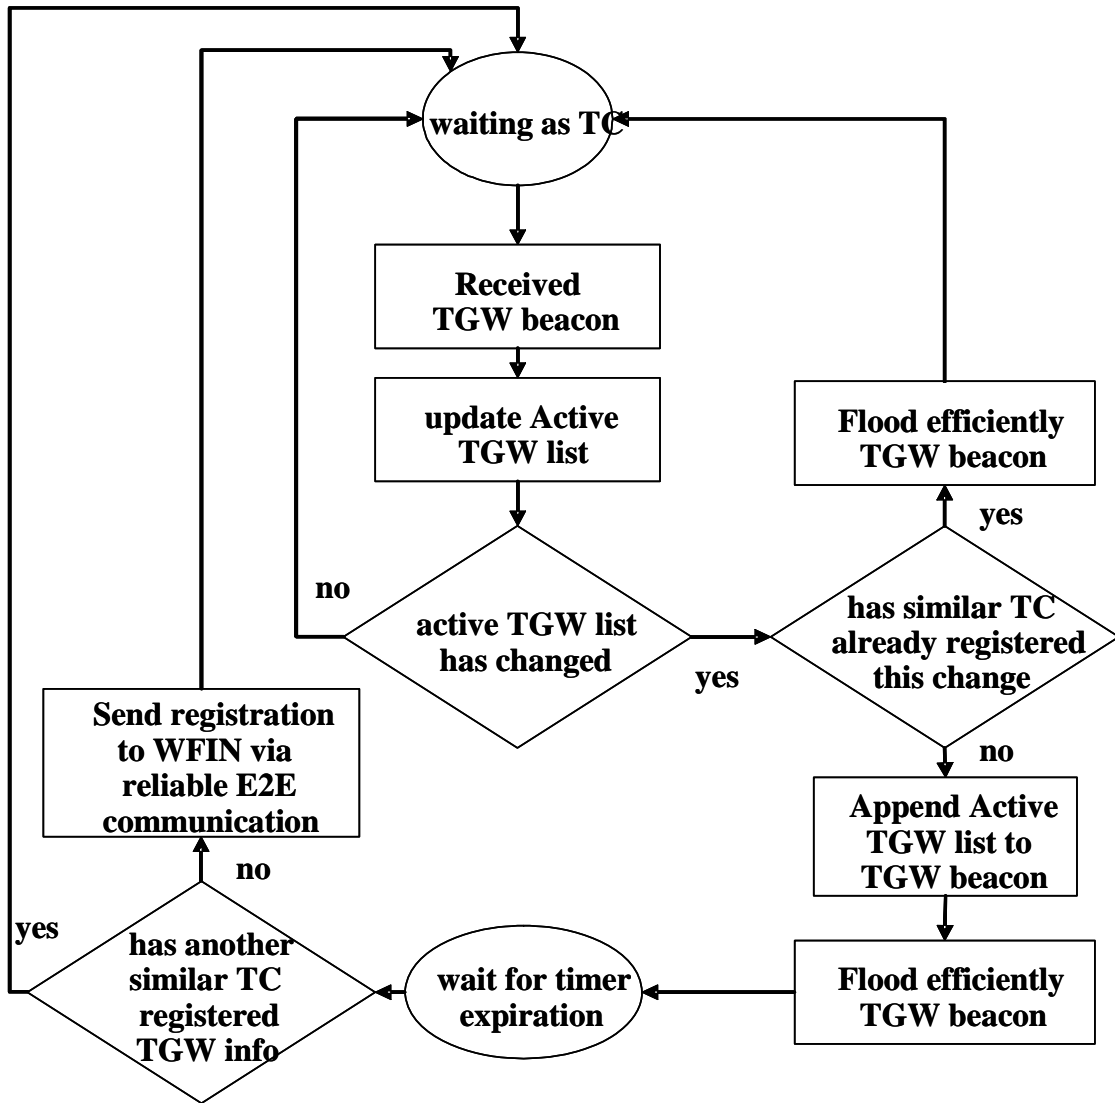 waiting as TC
Received
TGW beacon
update Active
TGW list
Flood efficiently
TGW beacon
yes
no
active TGW list
has changed
yes
has similar TC
already registered
this change
no
Send registration
to WFIN via
reliable E2E
communication
Append Active
TGW list to
TGW beacon
no
yes
has another
similar TC
registered
TGW info
wait for timer
expiration
Flood efficiently
TGW beacon